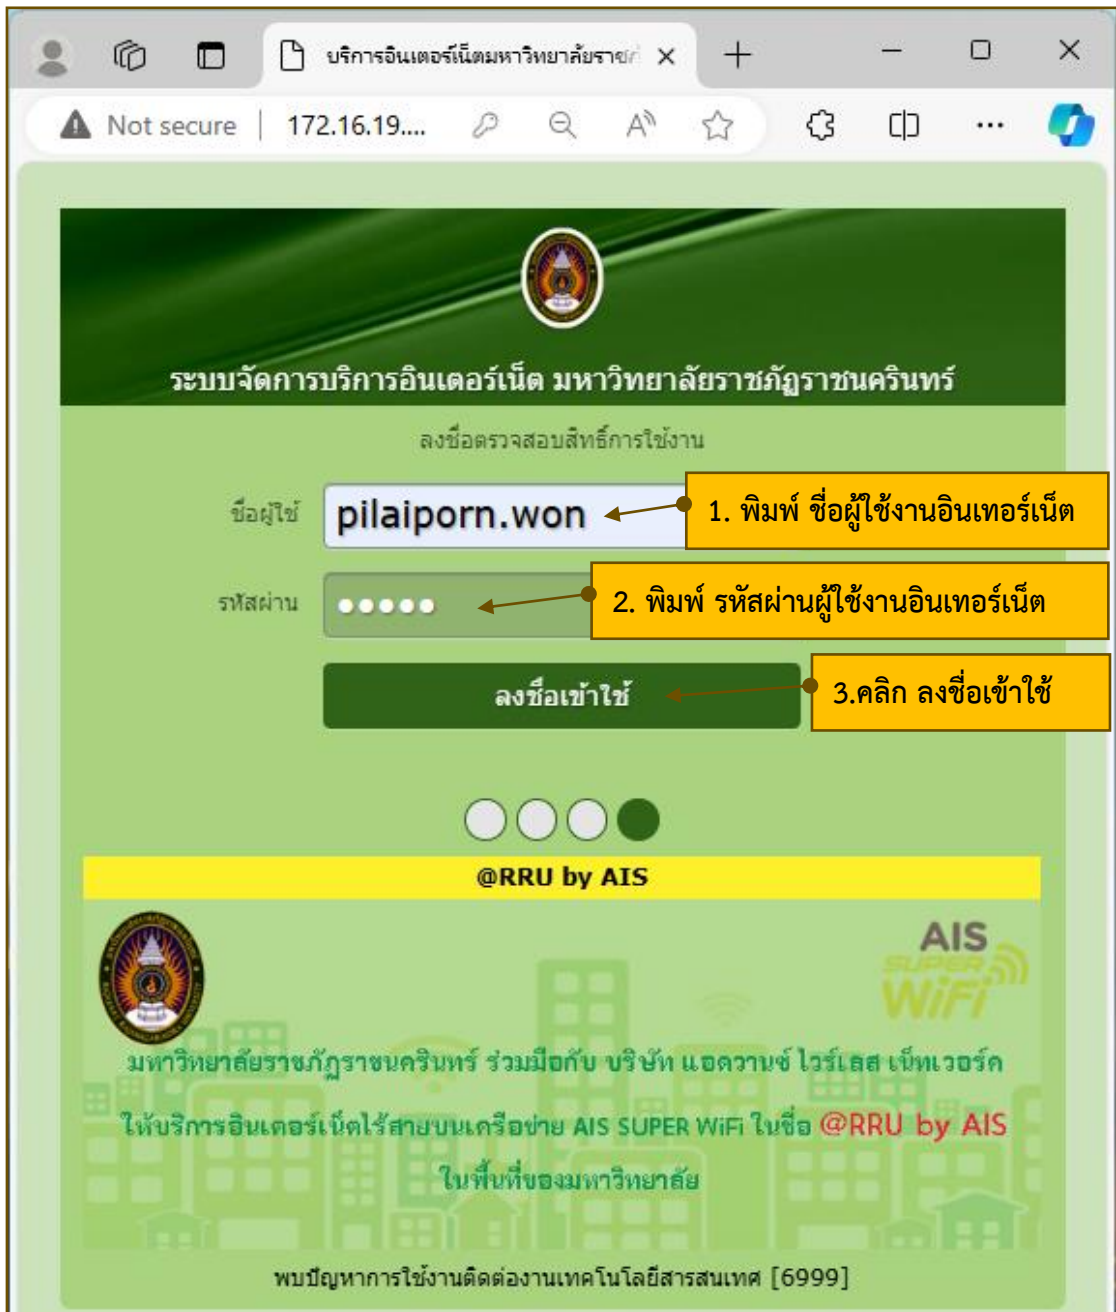 บริการอินเตอร์เน็ตมหาวิทยาลัยราชภั
Not secure | 172.16.19....
ระบบจัดการบริการอินเตอร์เน็ต มหาวิทยาลัยราชภัฏราชนครินทร์
ลงชื่อตรวจสอบสิทธิ์การใช้งาน
ชื่อผู้ใช้ pilaiporn.won 1. พิมพ์ ชื่อผู้ใช้งานอินเทอร์เน็ต
รหัสผ่าน ●●●●● 2. พิมพ์ รหัสผ่านผู้ใช้งานอินเทอร์เน็ต
ลงชื่อเข้าใช้ 3.คลิก ลงชื่อเข้าใช้
@RRU by AIS
AIS
SUPER
WiFi
มหาวิทยาลัยราชภัฏราชนครินทร์ ร่วมมือกับ บริษัท แอดวานซ์ ไวร์เลส เน็ทเวอร์ค
ให้บริการอินเตอร์เน็ตไร้สายบนเครือข่าย AIS SUPER WiFi ในชื่อ @RRU by AIS
ในพื้นที่ของมหาวิทยาลัย
พบปัญหาการใช้งานติดต่องานเทคโนโลยีสารสนเทศ [6999]